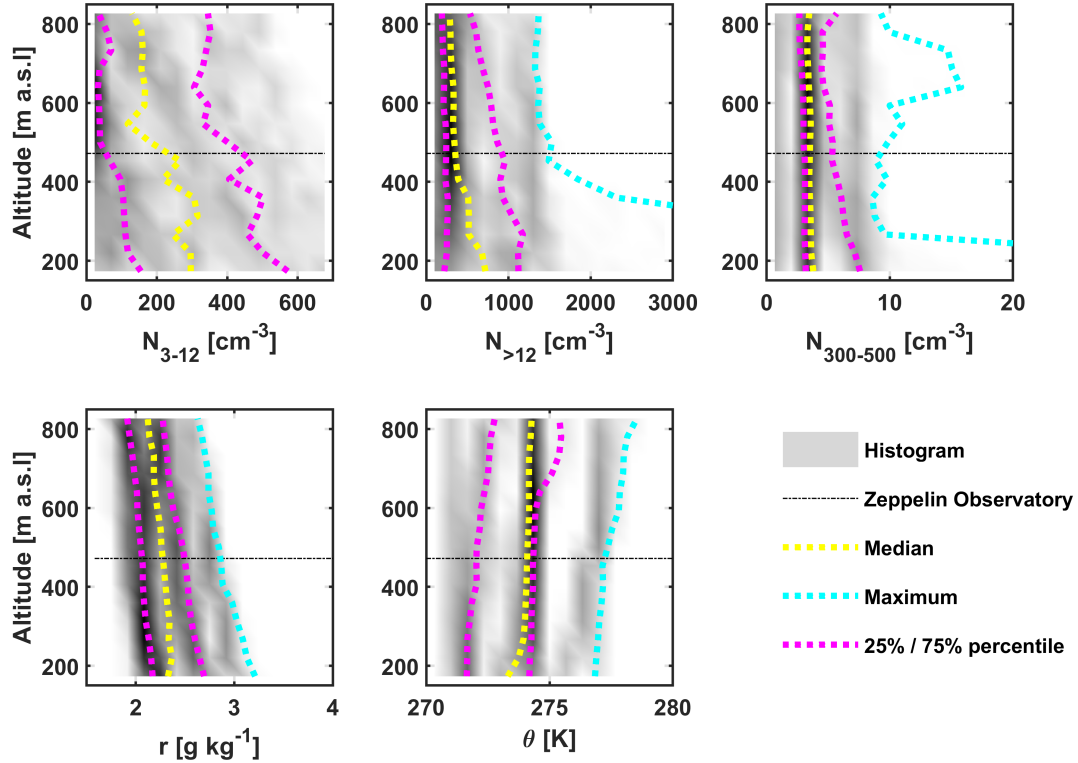 Altitude [m a.s.l]
800
600
400
200
0 200 400 600
N3-12 [cm-3]
800
600
400
200
0 1000 2000 3000
N>12 [cm-3]
800
600
400
200
0 10 20
N300-500 [cm-3]
Altitude [m a.s.l]
800
600
400
200
2 3 4
r [g kg-1]
800
600
400
200
270 275 280
θ [K]
Histogram
Zeppelin Observatory
Median
Maximum
25% / 75% percentile